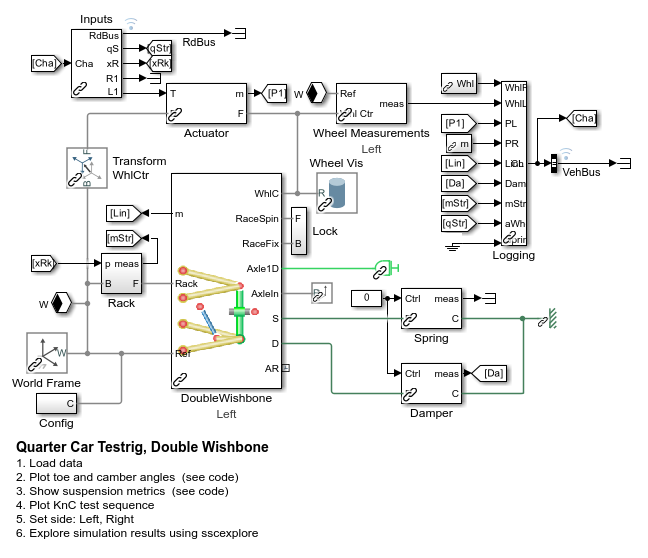 Inputs
RdBus
RdBus
qS
[qStr]
[Cha]
Cha
xR
[xRk]
R1
L1
T
m
[P1]
F
Actuator
W
Ref
meas
Whl Ctr
Wheel Measurements
Left
Whl
WhlR
WhlL
[P1]
PL
[Cha]
m
PR
[Lin]
Lin
VehBus
[Da]
Dam
[mStr]
mStr
[qStr]
aWh
Logging
F
Transform
WhlCtr
B
Wheel Vis
WhlC
R
[Lin]
m
RaceSpin
F
Lock
[mStr]
RaceFix
B
[xRk]
p meas
Axle1D
B
F
Rack
Rack
AxleIn
W
0
Ctrl
meas
S
C
Spring
W
World Frame
Ref
D
AR
Ctrl
meas
[Da]
C
Damper
C
Config
DoubleWishbone
Left
Quarter Car Testrig, Double Wishbone
1. Load data
2. Plot toe and camber angles (see code)
3. Show suspension metrics (see code)
4. Plot KnC test sequence
5. Set side: Left, Right
6. Explore simulation results using sscexplore